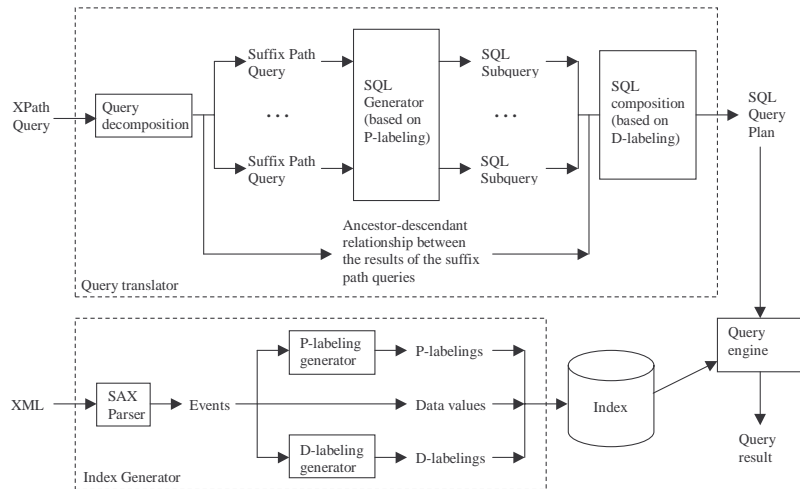 XPath
Query
Query
decomposition
Suffix Path
Query
...
Suffix Path
Query
SQL
Generator
(based on
P-labeling)
SQL
Subquery
...
SQL
Subquery
SQL
composition
(based on
D-labeling)
SQL
Query
Plan
Ancestor-descendant
relationship between
the results of the suffix
path queries
Query translator
XML
SAX
Parser
Events
P-labeling
generator
P-labelings
Data values
D-labeling
generator
D-labelings
Index Generator
Index
Query
engine
Query
result